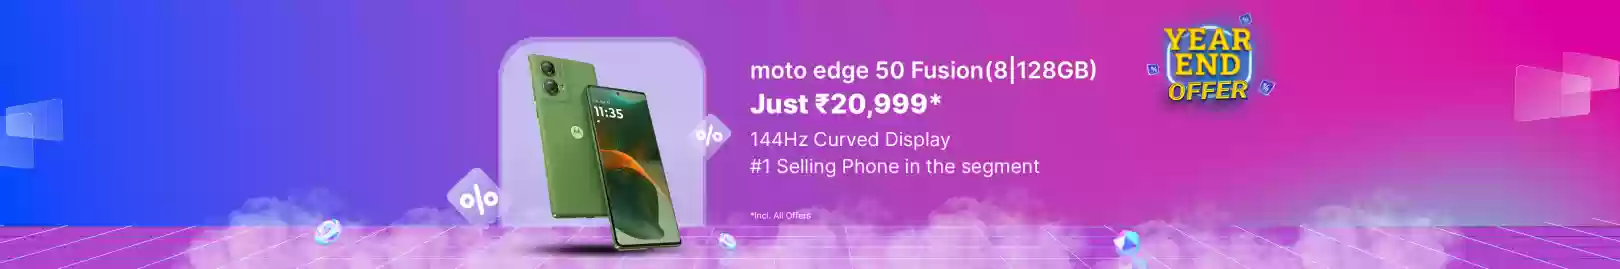 moto edge 50 Fusion(8|128GB)
Just ₹20,999*
144Hz Curved Display
#1 Selling Phone in the segment
*Incl. All Offers
YEAR
END
OFFER
11:35
%
%